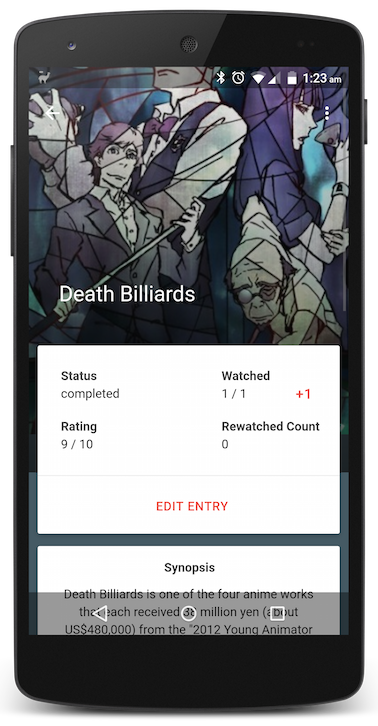 1:23 am
Death Billiards
Status Watched
completed 1 / 1 +1
Rating Rewatched Count
9 / 10 0
EDIT ENTRY
Synopsis
Death Billiards is one of the four anime works
that each received 38 million yen (about
US$480,000) from the "2012 Young Animator